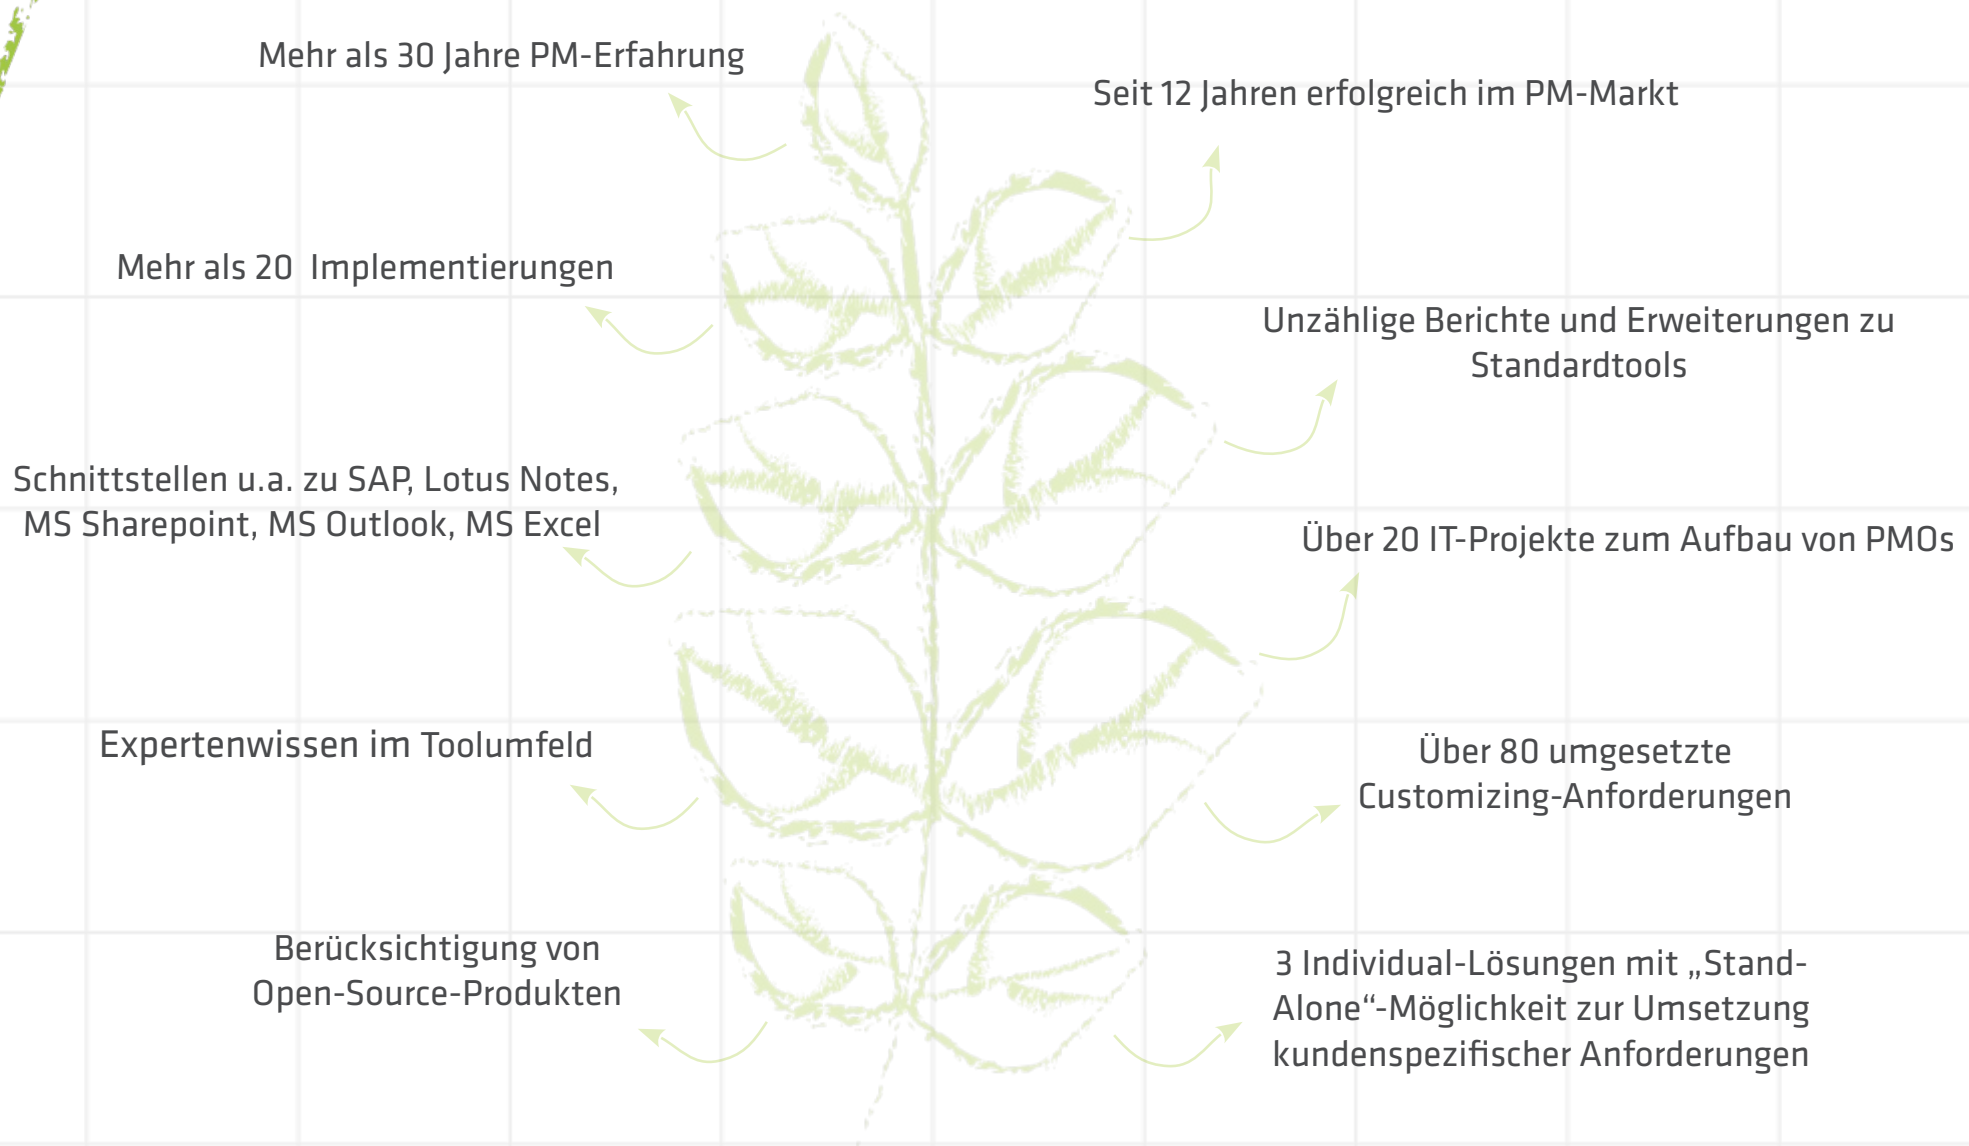 Mehr als 30 Jahre PM-Erfahrung
Seit 12 Jahren erfolgreich im PM-Markt
Mehr als 20 Implementierungen
Unzählige Berichte und Erweiterungen zu
Standardtools
Schnittstellen u.a. zu SAP, Lotus Notes,
MS Sharepoint, MS Outlook, MS Excel
Über 20 IT-Projekte zum Aufbau von PMOs
Expertenwissen im Toolumfeld
Über 80 umgesetzte
Customizing-Anforderungen
Berücksichtigung von
Open-Source-Produkten
3 Individual-Lösungen mit „Stand-
Alone“-Möglichkeit zur Umsetzung
kundenspezifischer Anforderungen